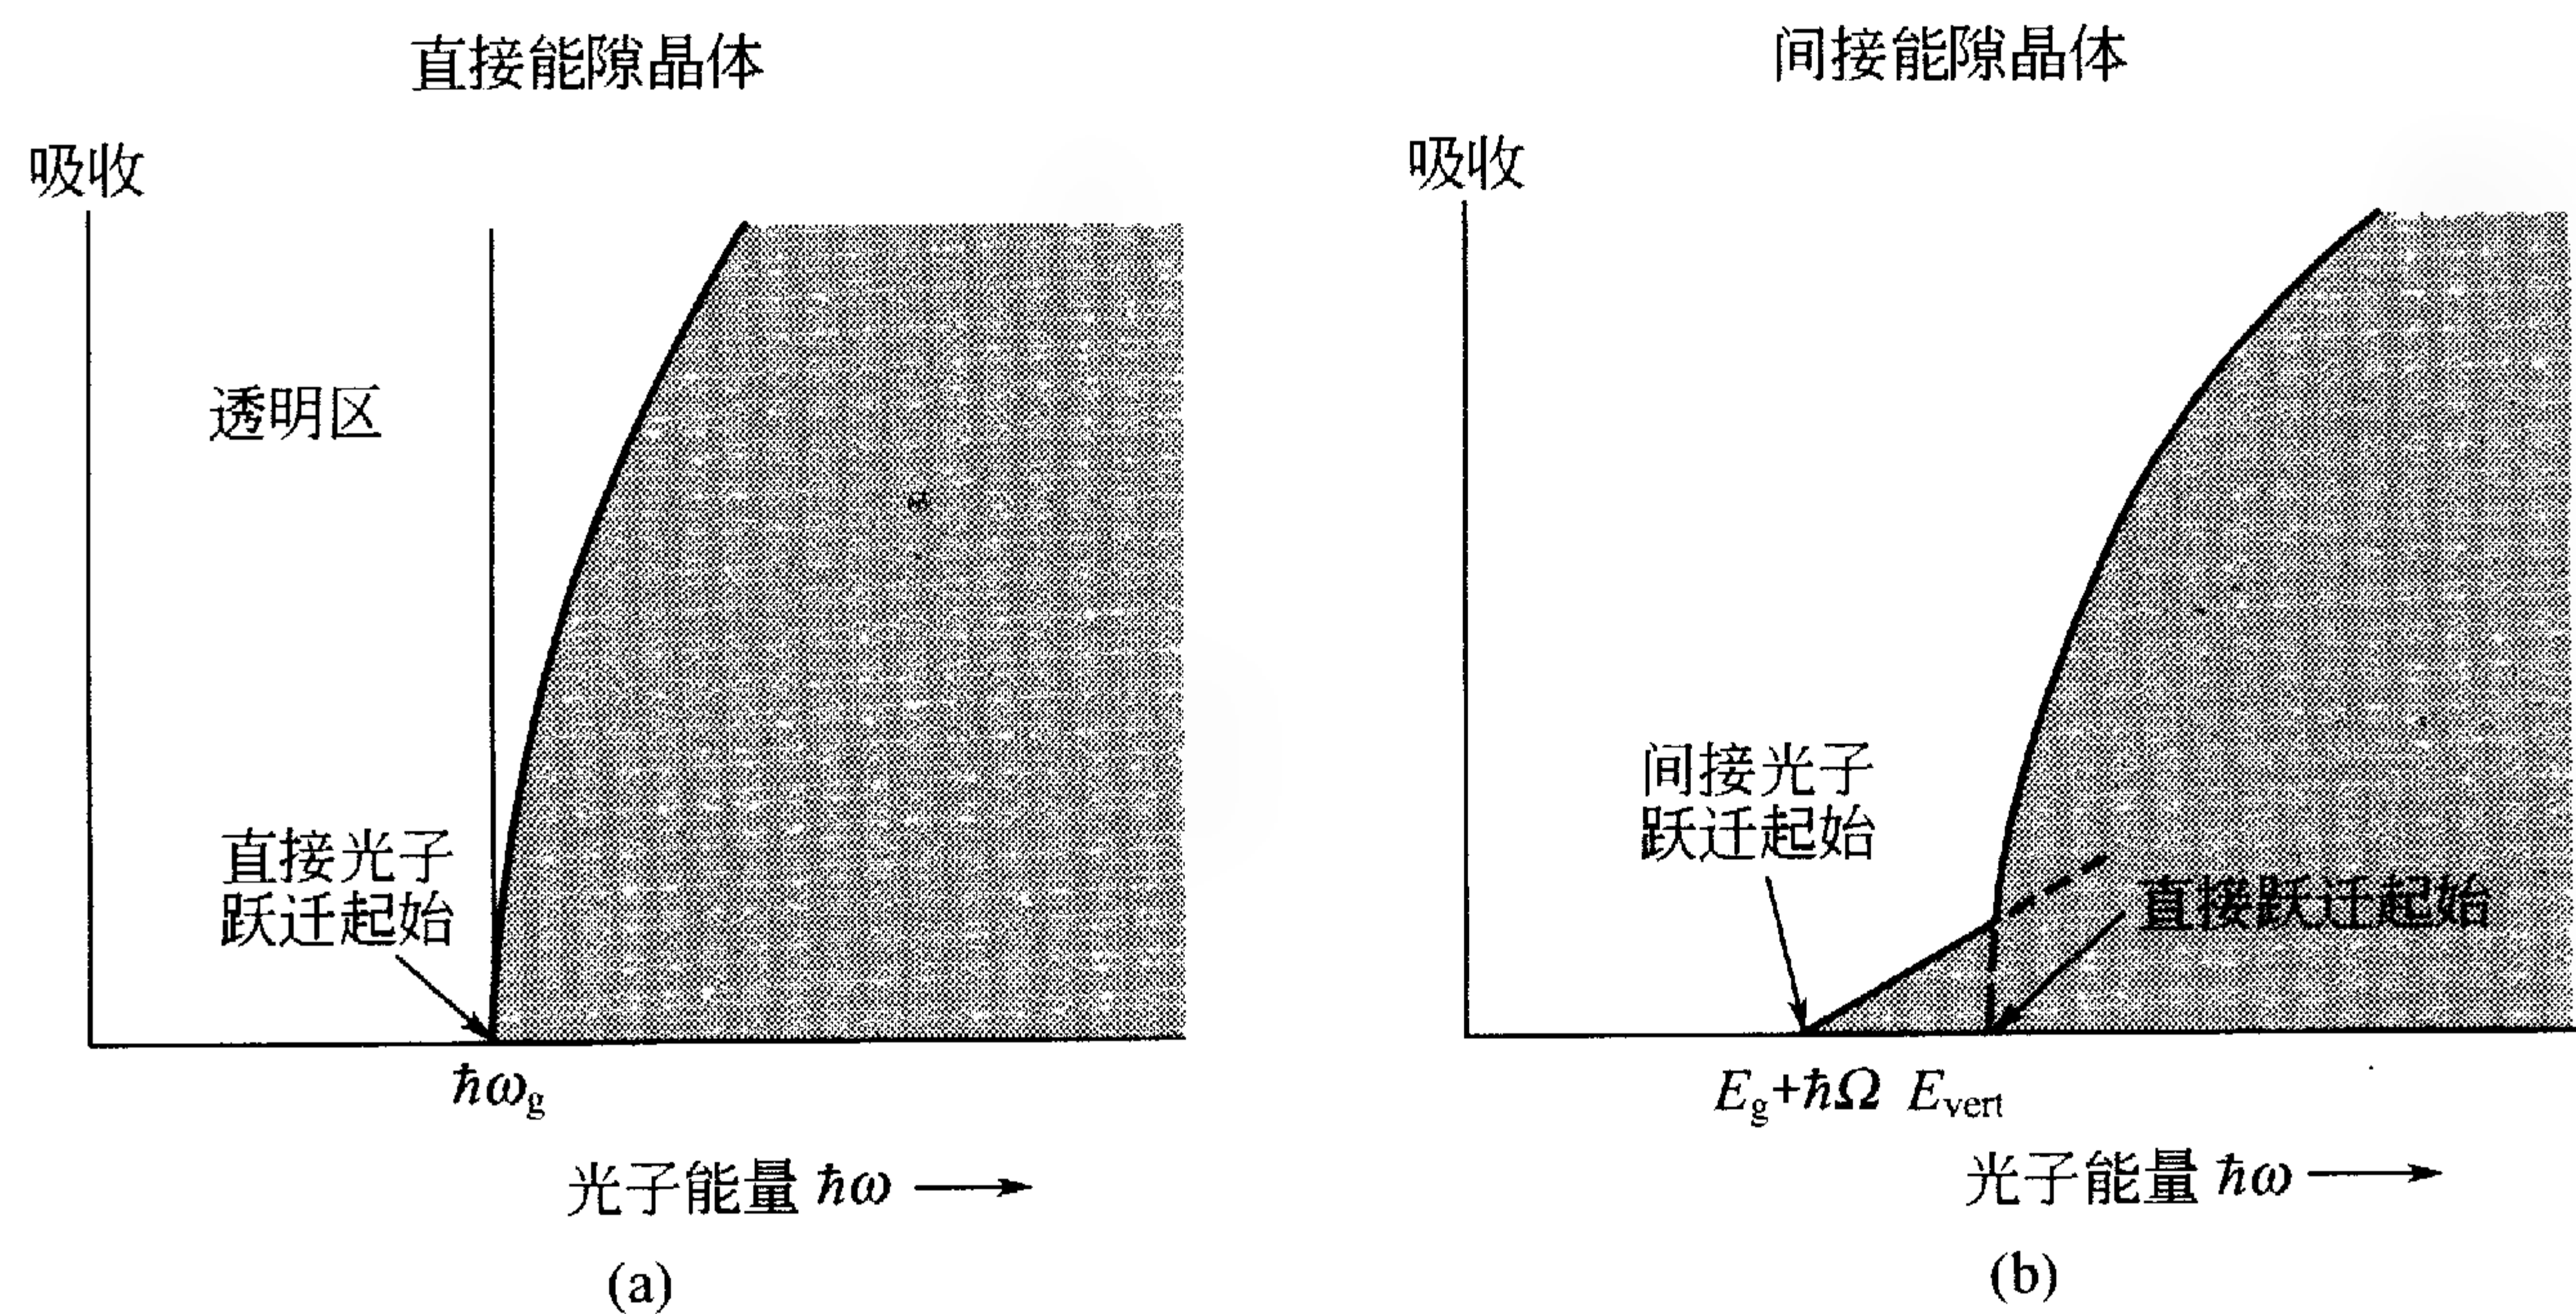 直接能隙晶体
吸收
透明区
直接光子
跃迁起始
ħω_g
光子能量 ħω
(a)
间接能隙晶体
吸收
间接光子
跃迁起始
直接跃迁起始
E_g+ħΩ E_vert
光子能量 ħω
(b)